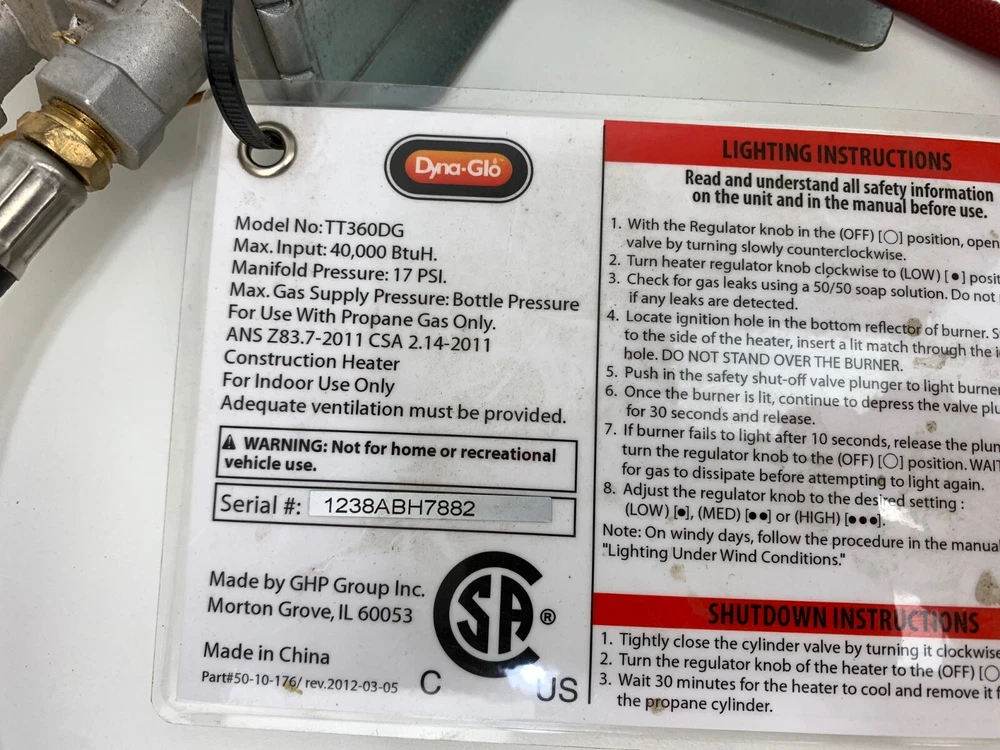 Dyna-Glo™
Model No: TT360DG
Max. Input: 40,000 BtuH.
Manifold Pressure: 17 PSI.
Max. Gas Supply Pressure: Bottle Pressure
For Use With Propane Gas Only.
ANS Z83.7-2011 CSA 2.14-2011
Construction Heater
For Indoor Use Only
Adequate ventilation must be provided.
WARNING: Not for home or recreational
vehicle use.
Serial #: 1238ABH7882
Made by GHP Group Inc.
Morton Grove, IL 60053
Made in China
Part#50-10-176/ rev.2012-03-05
C SA ® US
LIGHTING INSTRUCTIONS
Read and understand all safety information
on the unit and in the manual before use.
1. With the Regulator knob in the (OFF) [○] position, open
valve by turning slowly counterclockwise.
2. Turn heater regulator knob clockwise to (LOW) [●] posit
3. Check for gas leaks using a 50/50 soap solution. Do not
if any leaks are detected.
4. Locate ignition hole in the bottom reflector of burner. S
to the side of the heater, insert a lit match through the i
hole. DO NOT STAND OVER THE BURNER.
5. Push in the safety shut-off valve plunger to light burne
6. Once the burner is lit, continue to depress the valve plu
for 30 seconds and release.
7. If burner fails to light after 10 seconds, release the plun
turn the regulator knob to the (OFF) [○] position. WAI
for gas to dissipate before attempting to light again.
8. Adjust the regulator knob to the desired setting :
(LOW) [●], (MED) [●●] or (HIGH) [●●●].
Note: On windy days, follow the procedure in the manua
"Lighting Under Wind Conditions."
SHUTDOWN INSTRUCTIONS
1. Tightly close the cylinder valve by turning it clockwise
2. Turn the regulator knob of the heater to the (OFF) [○
3. Wait 30 minutes for the heater to cool and remove it f
the propane cylinder.